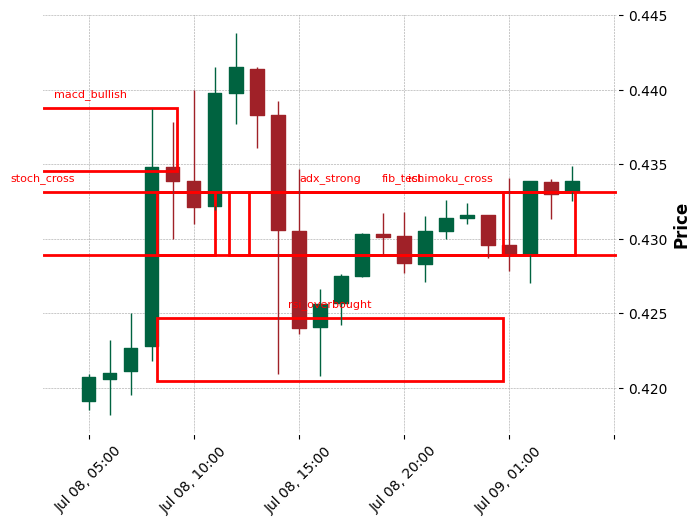 0.445
macd_bullish
0.440
0.435
stoch_cross
adx_strong
fib_test
ichimoku_cross
0.430
Price
rsi_overbought
0.425
0.420
Jul 08, 05:00
Jul 08, 10:00
Jul 08, 15:00
Jul 08, 20:00
Jul 09, 01:00